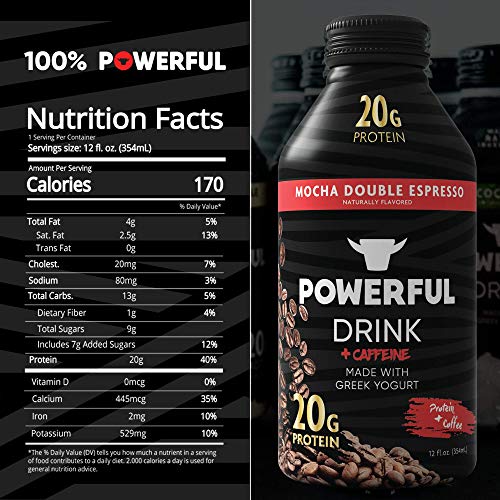 100% POWERFUL
Nutrition Facts
1 Serving Per Container
Servings size: 12 fl. oz. (354mL)
Amount Per Serving
Calories 170
% Daily Value*
Total Fat 4g 5%
Sat. Fat 2.5g 13%
Trans Fat 0g
Cholest. 20mg 7%
Sodium 80mg 3%
Total Carbs. 13g 5%
Dietary Fiber 1g 4%
Total Sugars 9g
Includes 7g Added Sugars 12%
Protein 20g 40%
Vitamin D 0mcg 0%
Calcium 445mcg 35%
Iron 2mg 10%
Potassium 529mg 10%
*The % Daily Value (DV) tells you how much a nutrient in a serving
of food contributes to a daily diet. 2.000 calories a day is used for
general nutrition advice.
20G
PROTEIN
MOCHA DOUBLE ESPRESSO
NATURALLY FLAVORED
POWERFUL
DRINK
+ CAFFEINE
MADE WITH
GREEK YOGURT
20G
PROTEIN
Protein
+
Coffee
12 fl oz. (354mL)
20